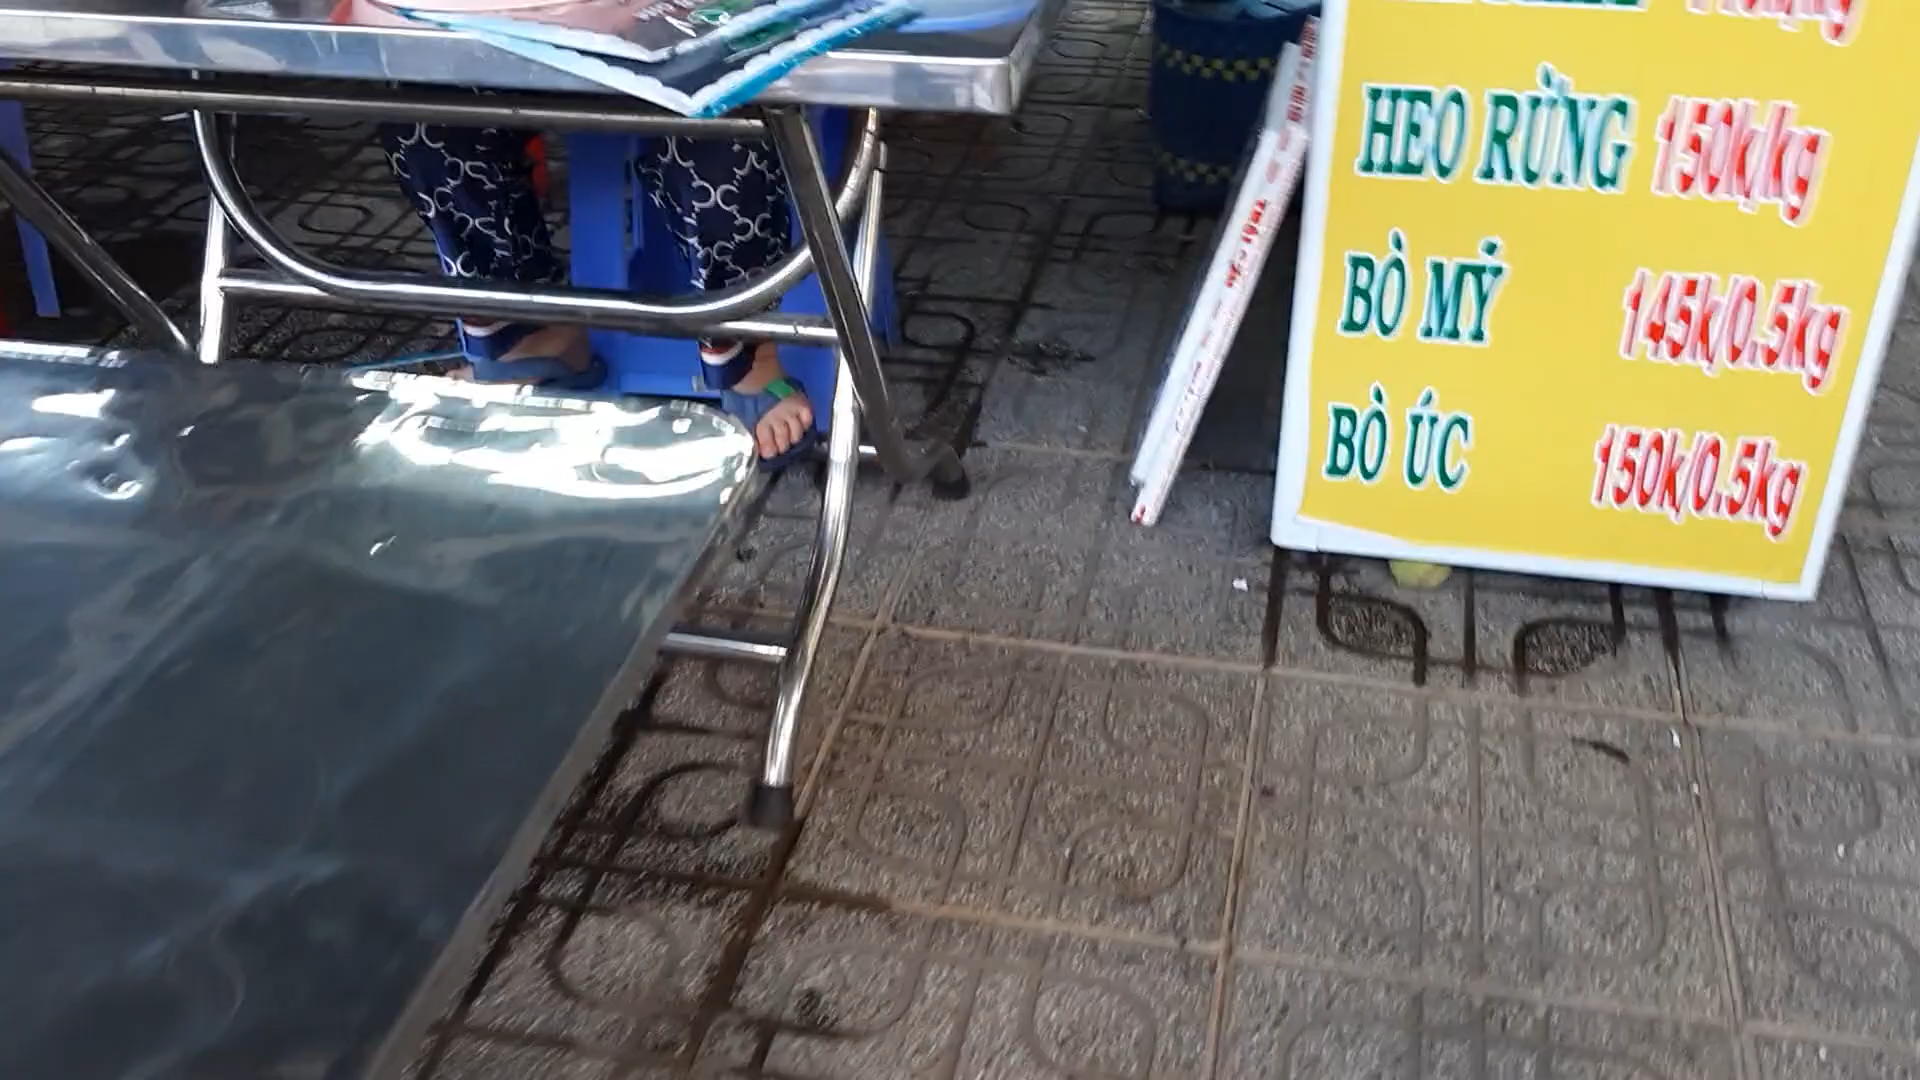 HEO RỪNG 150k/kg
BÒ MỸ 145k/0.5kg
BÒ ÚC 150k/0.5kg